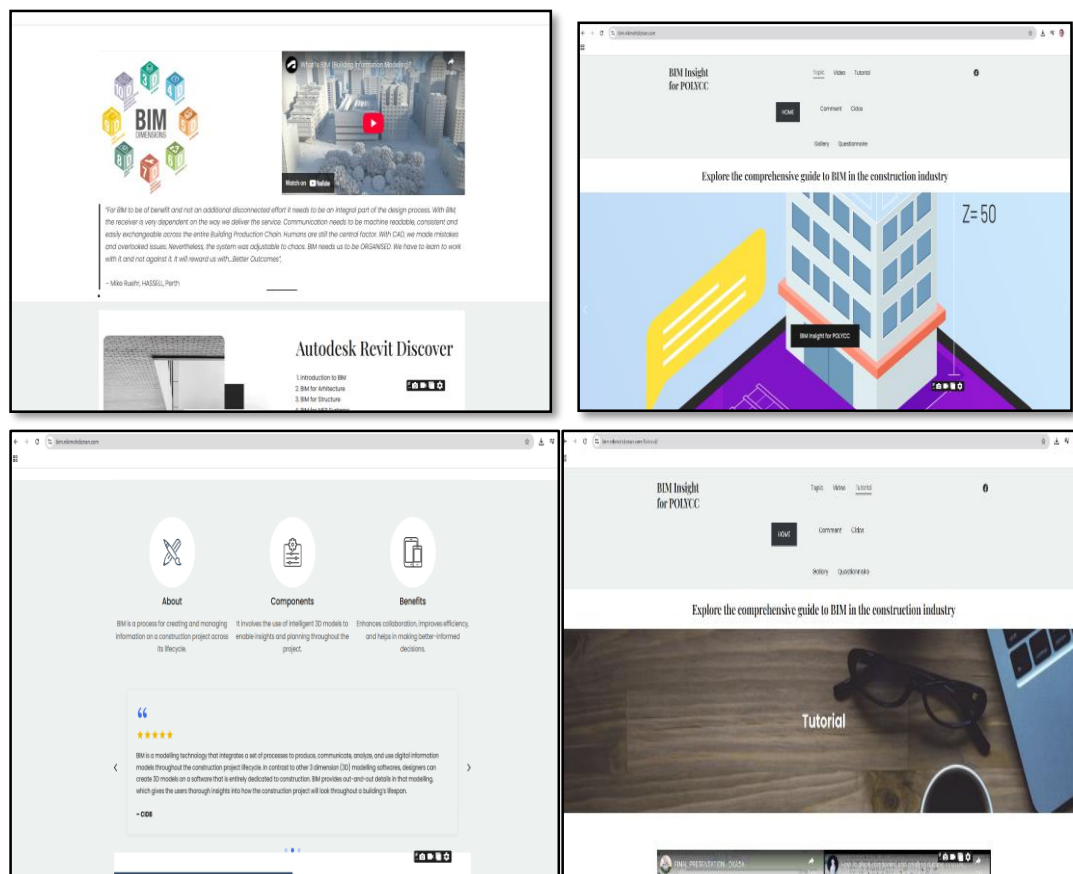 BIM
DIMENSIONS
What is BIM (Building Information Modeling)?
Watch on YouTube
"For BIM to be of benefit and not an additional disconnected effort it needs to be an integral part of the design process. With BIM,
the receiver is very dependent on the way we deliver the service. Communication needs to be machine readable, consistent and
easily exchangeable across the entire Building Production Chain. Humans are still the central factor. With CAD, we made mistakes
and overlooked issues. Nevertheless, the system was adjustable to chaos. BIM needs us to be ORGANISED. We have to learn to work
with it and not against it. It will reward us with…Better Outcomes",
– Mike Ruehr, HASSELL, Perth
Autodesk Revit Discover
1. Introduction to BIM
2. BIM for Arhitecture
3. BIM for Structure
BIM Insight
for POLYCC
Topic Video Tutorial
HOME
Comment Cidos
Gallery Questionnaire
Explore the comprehensive guide to BIM in the construction industry
Z= 50
BIM Insight for POLYCC
About
Components
Benefits
BIM is a process for creating and managing
information on a construction project across
its lifecycle.
It involves the use of intelligent 3D models to
enable insights and planning throughout the
project.
Enhances collaboration, improves efficiency,
and helps in making better-informed
decisions.
BIM is a modelling technology that integrates a set of processes to produce, communicate, analyze, and use digital information
models throughout the construction project lifecycle. In contrast to other 3 dimension (3D) modelling softwares, designers can
create 3D models on a software that is entirely dedicated to construction. BIM provides out-and-out details in that modelling,
which gives the users thorough insights into how the construction project will look throughout a building's lifespan.
– CIDB
BIM Insight
for POLYCC
Topic Video Tutorial
HOME
Comment Cidos
Gallery Questionnaire
Explore the comprehensive guide to BIM in the construction industry
Tutorial
FINAL PRESENTATION